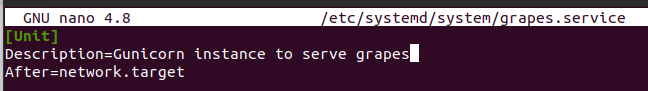 GNU nano 4.8 /etc/systemd/system/grapes.service
[Unit]
Description=Gunicorn instance to serve grapes
After=network.target